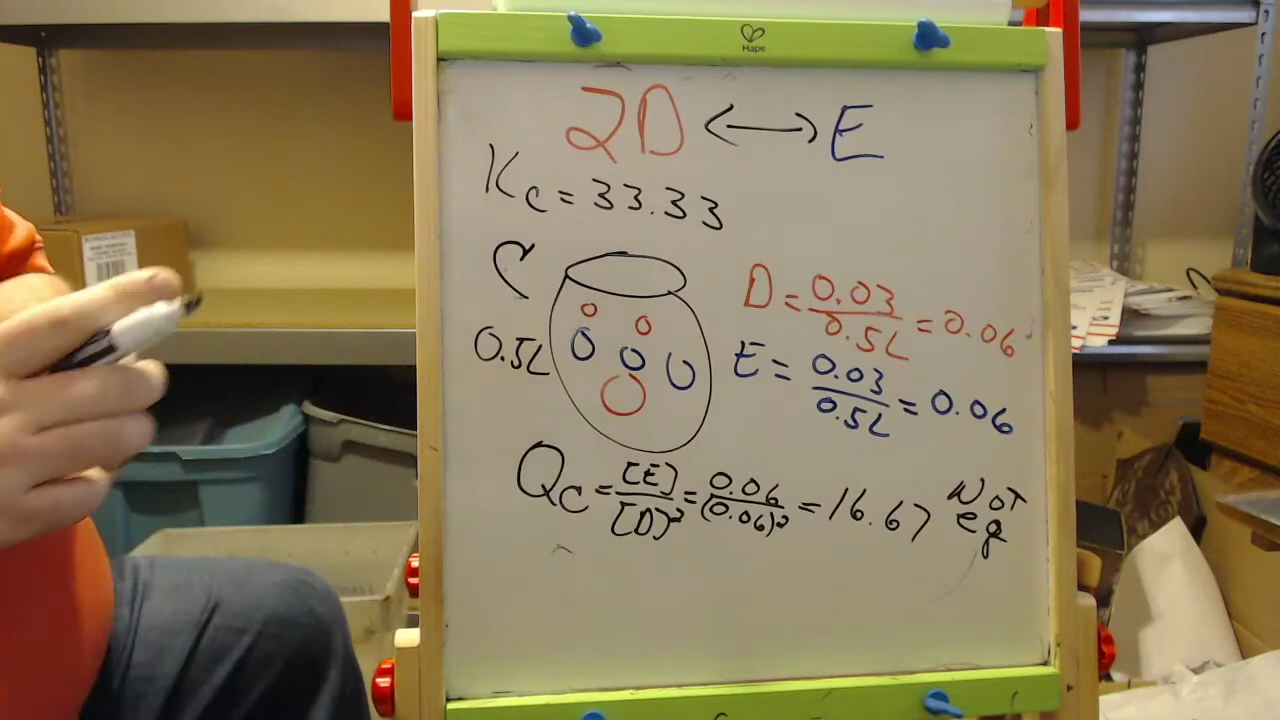 Hape
2D <—> E
Kc = 33.33
C
0.5L
D = 0.03/0.5L = 0.06
E = 0.03/0.5L = 0.06
Qc = [E]/[D]² = 0.06/(0.06)² = 16.67 Not eq